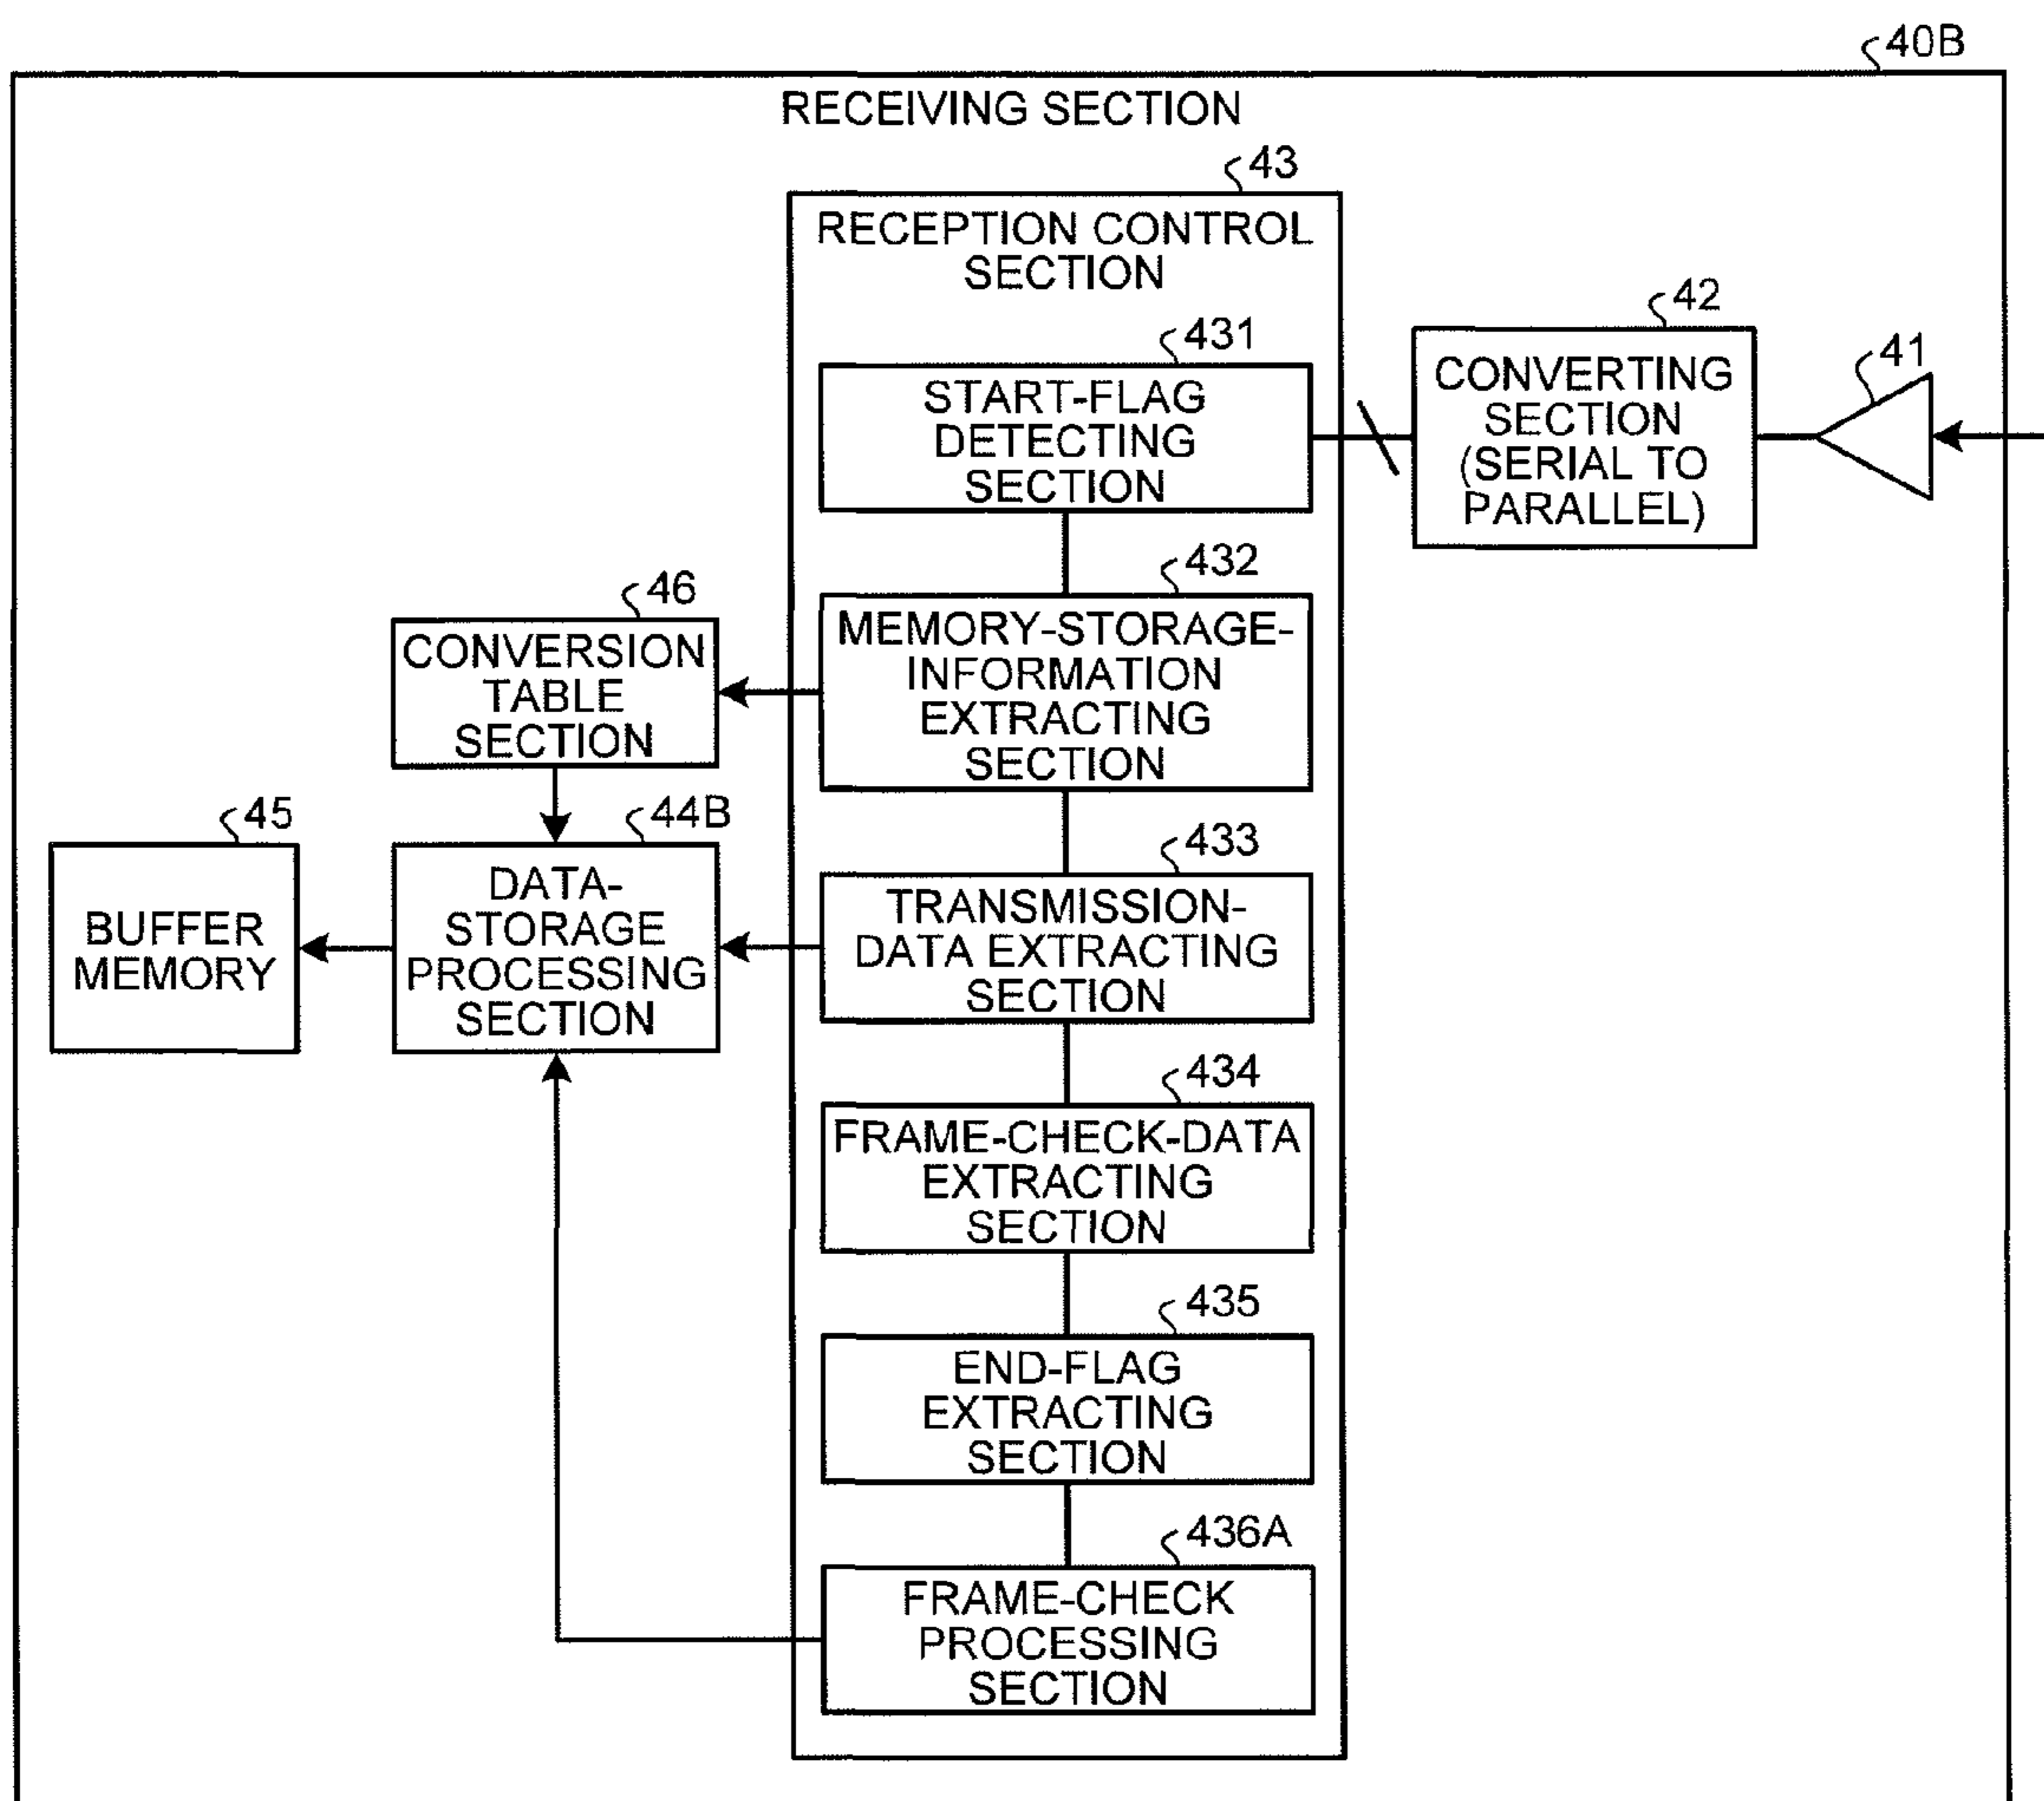 40B
RECEIVING SECTION
43
RECEPTION CONTROL
SECTION
431
START-FLAG
DETECTING
SECTION
42
CONVERTING
SECTION
(SERIAL TO
PARALLEL)
41
432
MEMORY-STORAGE-
INFORMATION
EXTRACTING
SECTION
46
CONVERSION
TABLE
SECTION
45
BUFFER
MEMORY
44B
DATA-
STORAGE
PROCESSING
SECTION
433
TRANSMISSION-
DATA EXTRACTING
SECTION
434
FRAME-CHECK-DATA
EXTRACTING
SECTION
435
END-FLAG
EXTRACTING
SECTION
436A
FRAME-CHECK
PROCESSING
SECTION